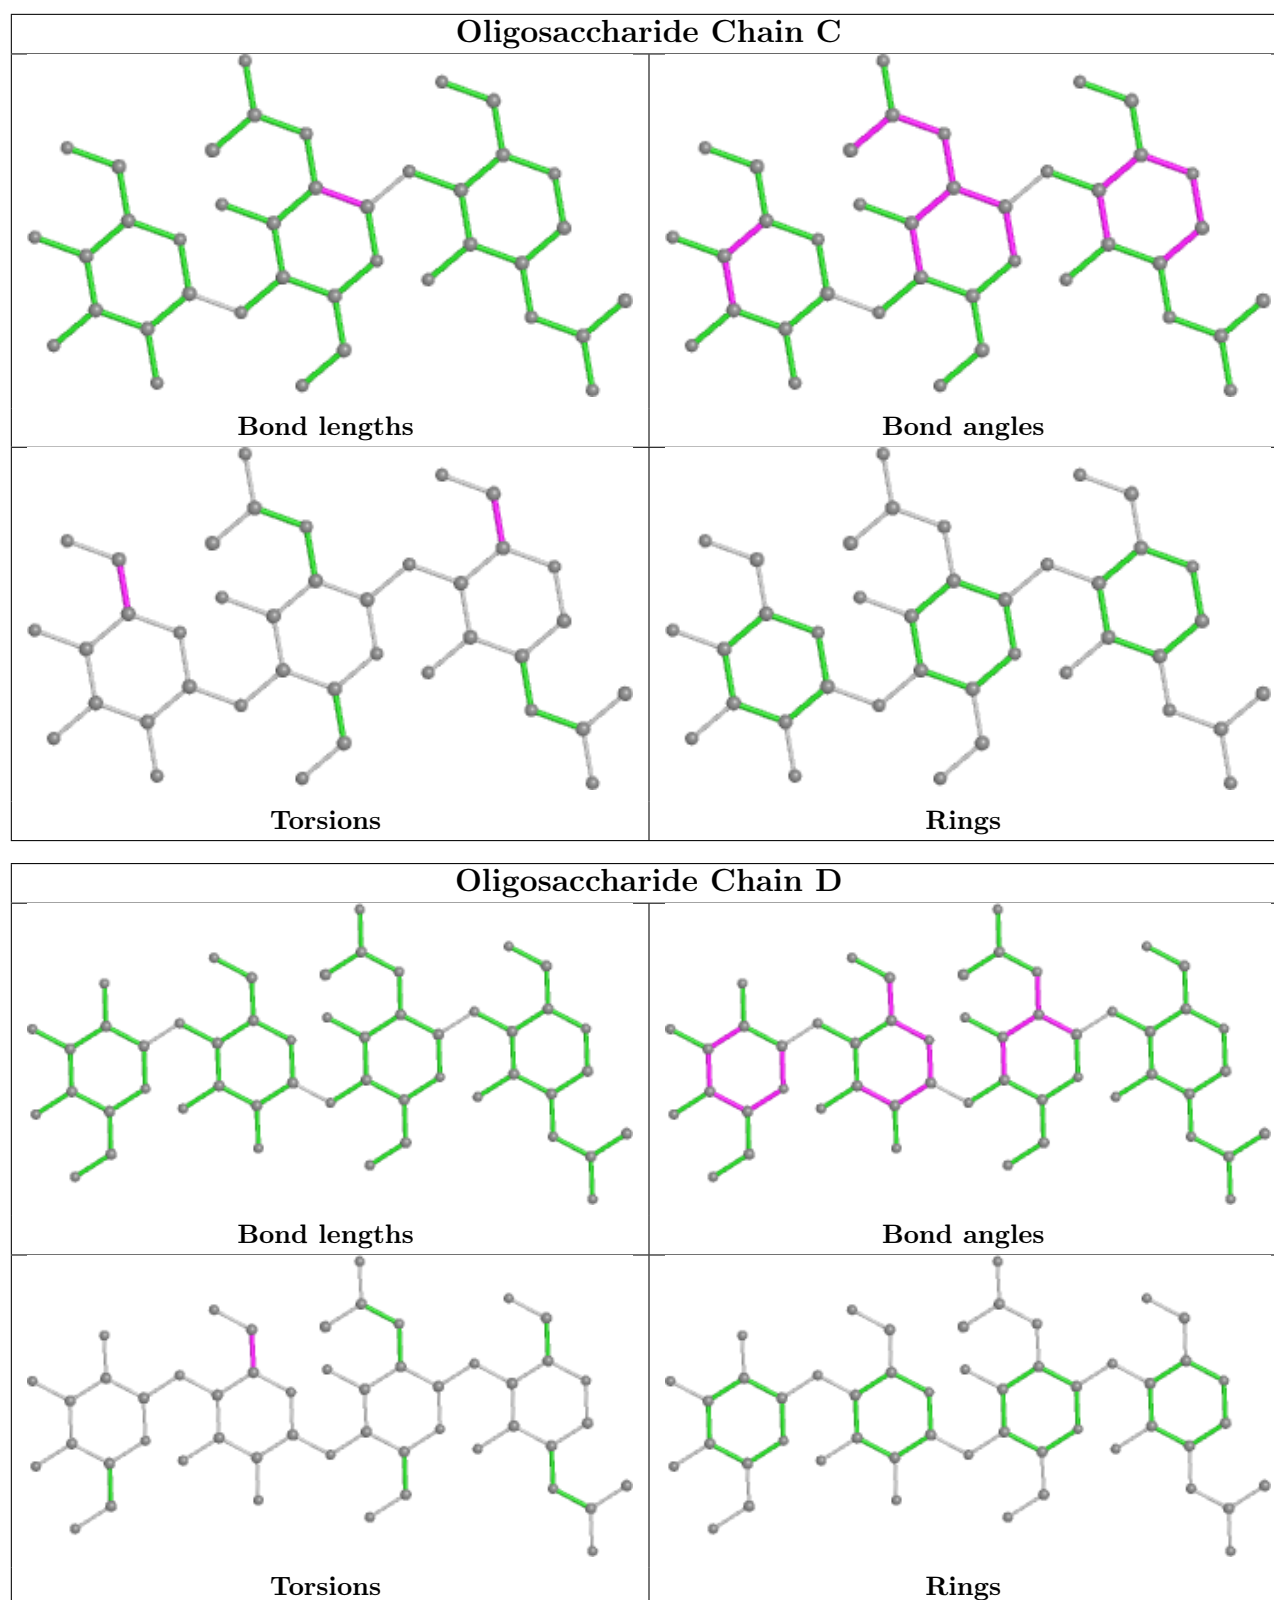 Oligosaccharide Chain C
Bond lengths
Bond angles
Torsions
Rings
Oligosaccharide Chain D
Bond lengths
Bond angles
Torsions
Rings